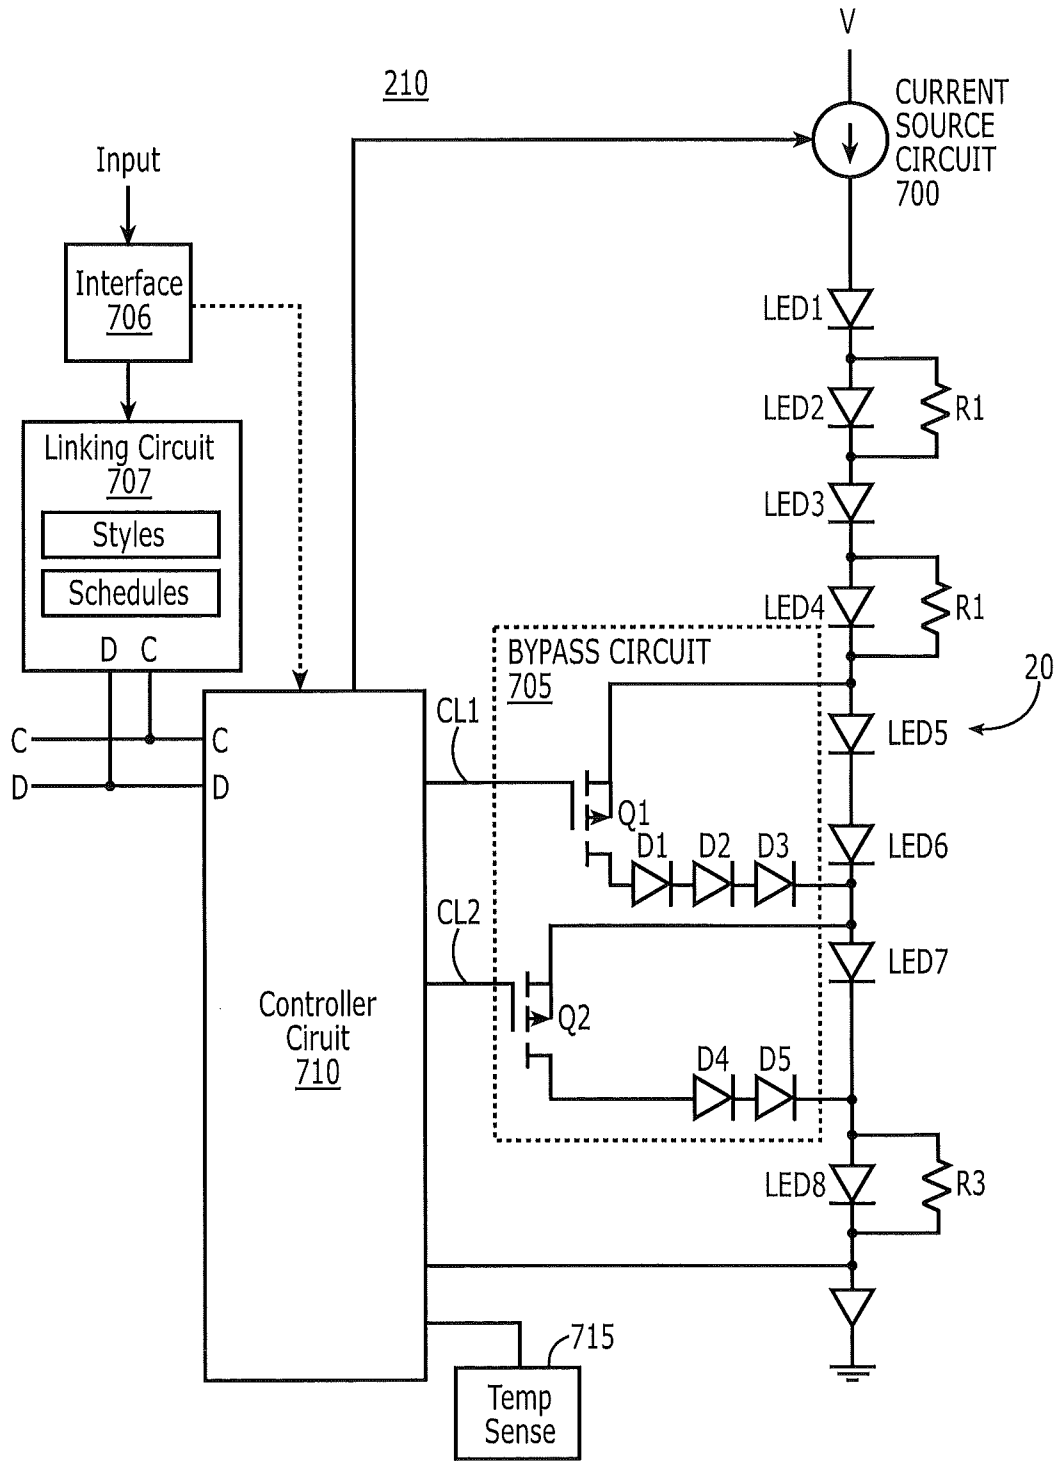 V
210
CURRENT
SOURCE
CIRCUIT
700
Input
Interface
706
LED1
LED2
R1
Linking Circuit
707
Styles
Schedules
D C
LED3
LED4
R1
BYPASS CIRCUIT
705
20
CL1
C
C
D
D
LED5
Q1
D1 D2 D3
LED6
CL2
LED7
Q2
Controller
Ciruit
710
D4 D5
LED8
R3
715
Temp
Sense